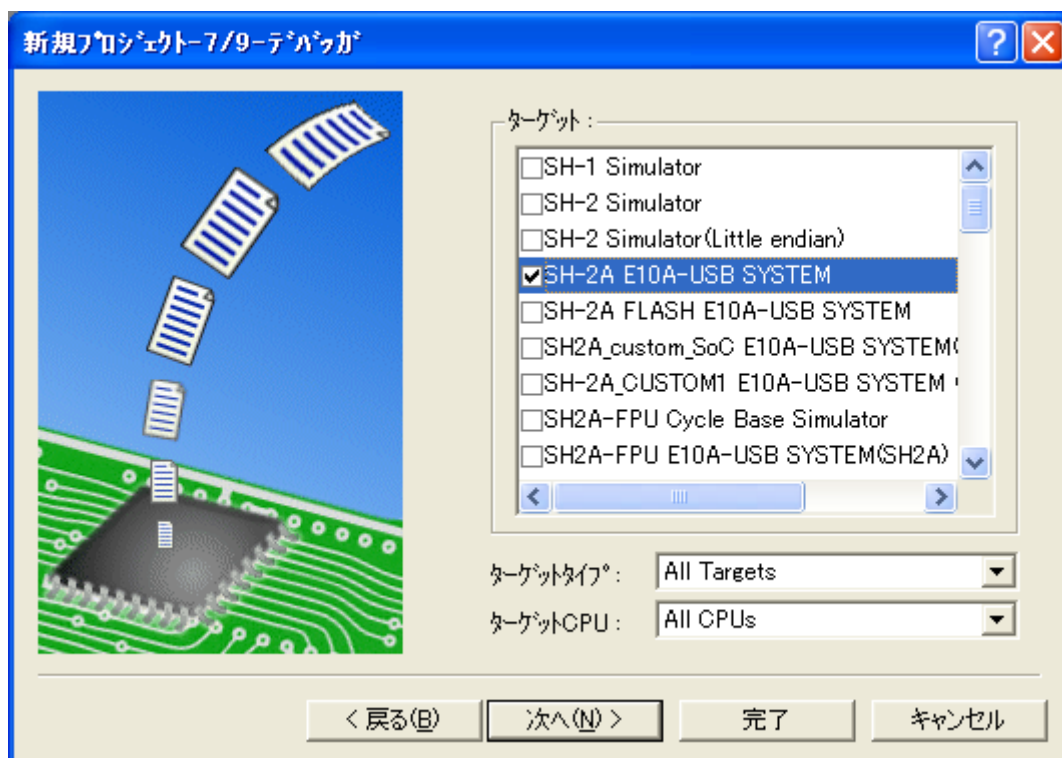 新規ﾌﾟﾛｼﾞｪｸﾄ-7/9-ﾃﾞﾊﾞｯｶﾞ
ﾀｰｹﾞｯﾄ :
SH-1 Simulator
SH-2 Simulator
SH-2 Simulator(Little endian)
SH-2A E10A-USB SYSTEM
SH-2A FLASH E10A-USB SYSTEM
SH2A_custom_SoC E10A-USB SYSTEM(
SH-2A_CUSTOM1 E10A-USB SYSTEM (
SH2A-FPU Cycle Base Simulator
SH2A-FPU E10A-USB SYSTEM(SH2A)
ﾀｰｹﾞｯﾄﾀｲﾌﾟ : All Targets
ﾀｰｹﾞｯﾄCPU : All CPUs
< 戻る(B) 次へ(N) > 完了 キャンセル